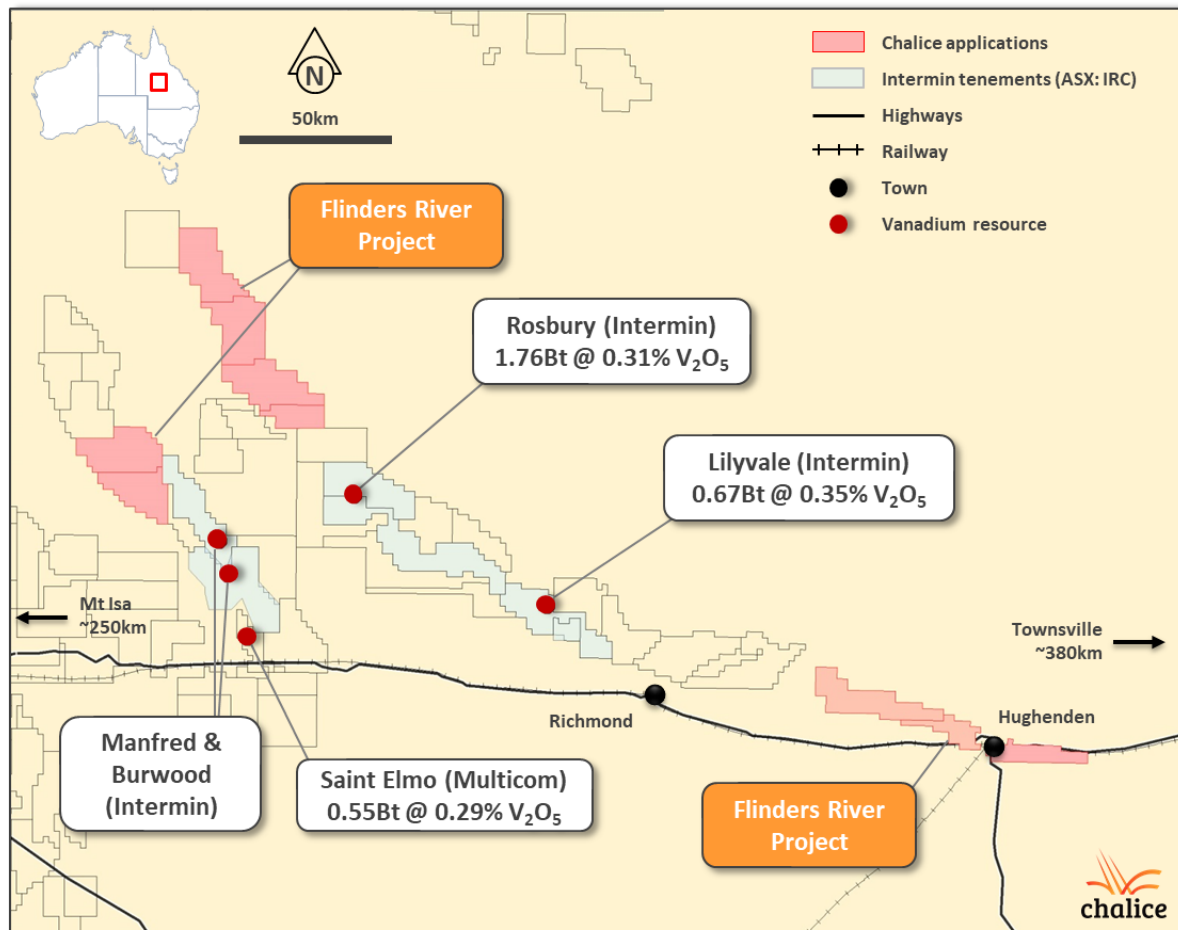 N
50km
Chalice applications
Intermin tenements (ASX: IRC)
Highways
Railway
Town
Vanadium resource
Flinders River
Project
Rosbury (Intermin)
1.76Bt @ 0.31% V₂O₅
Lilyvale (Intermin)
0.67Bt @ 0.35% V₂O₅
Mt Isa
~250km
Townsville
~380km
Richmond
Hughenden
Manfred &
Burwood
(Intermin)
Saint Elmo (Multicom)
0.55Bt @ 0.29% V₂O₅
Flinders River
Project
chalice